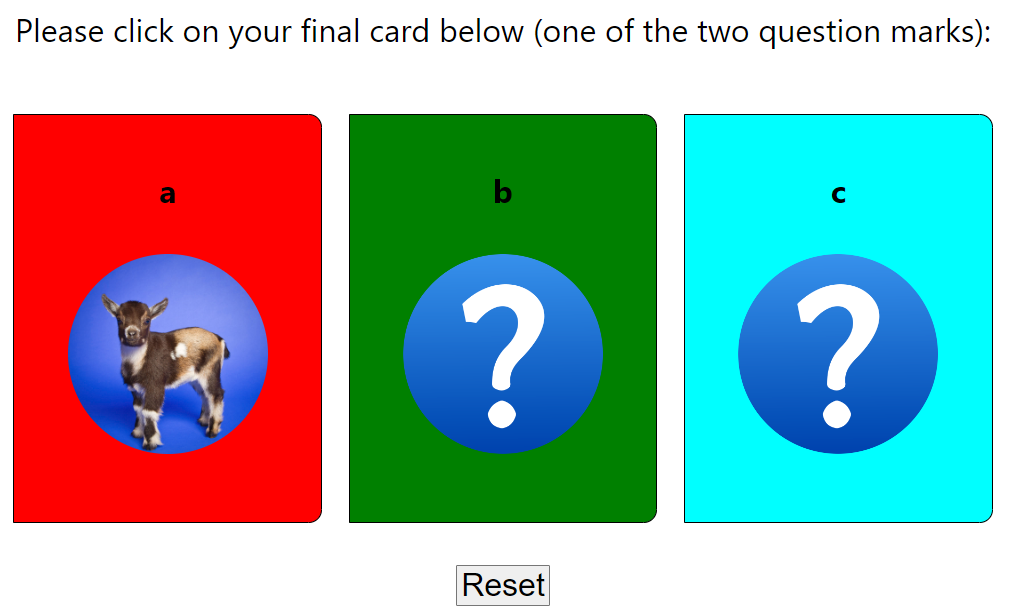 Please click on your final card below (one of the two question marks):
a b c
? ?
Reset